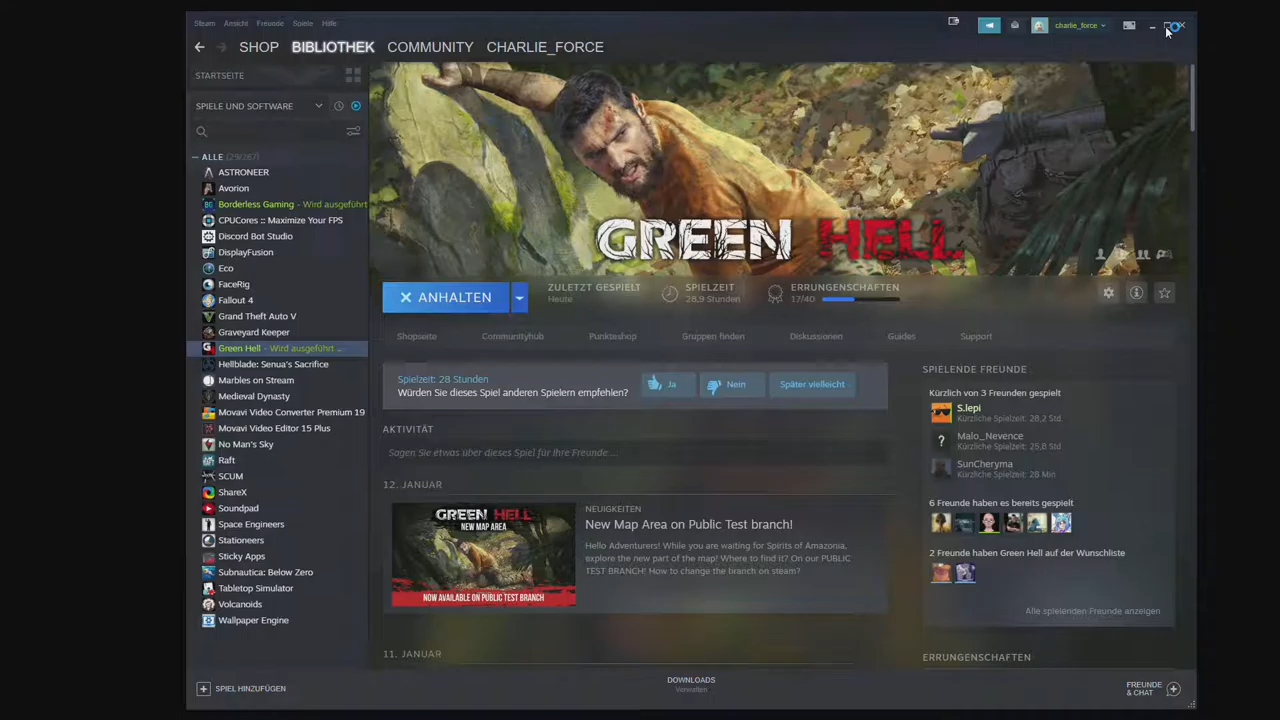 Steam Ansicht Freunde Spiele Hilfe
charlie_force
SHOP BIBLIOTHEK COMMUNITY CHARLIE_FORCE
STARTSEITE
SPIELE UND SOFTWARE
ALLE (29/267)
ASTRONEER
Avorion
Borderless Gaming - Wird ausgeführt
CPUCores :: Maximize Your FPS
Discord Bot Studio
DisplayFusion
Eco
FaceRig
Fallout 4
Grand Theft Auto V
Graveyard Keeper
Green Hell - Wird ausgeführt ...
Hellblade: Senua's Sacrifice
Marbles on Stream
Medieval Dynasty
Movavi Video Converter Premium 19
Movavi Video Editor 15 Plus
No Man's Sky
Raft
SCUM
ShareX
Soundpad
Space Engineers
Stationeers
Sticky Apps
Subnautica: Below Zero
Tabletop Simulator
Volcanoids
Wallpaper Engine
SPIEL HINZUFÜGEN
GREEN HELL
ANHALTEN
ZULETZT GESPIELT
Heute
SPIELZEIT
28,9 Stunden
ERRUNGENSCHAFTEN
17/40
Shopseite Communityhub Punkteshop Gruppen finden Diskussionen Guides Support
Spielzeit: 28 Stunden
Würden Sie dieses Spiel anderen Spielern empfehlen?
Ja Nein Später vielleicht
AKTIVITÄT
Sagen Sie etwas über dieses Spiel für Ihre Freunde ...
12. JANUAR
GREEN HELL
NEW MAP AREA
NOW AVAILABLE ON PUBLIC TEST BRANCH
NEUIGKEITEN
New Map Area on Public Test branch!
Hello Adventurers! While you are waiting for Spirits of Amazonia,
explore the new part of the map! Where to find it? On our PUBLIC
TEST BRANCH! How to change the branch on steam?
11. JANUAR
SPIELENDE FREUNDE
Kürzlich von 3 Freunden gespielt
S.lepi
Kürzliche Spielzeit: 28,2 Std.
Malo_Nevence
Kürzliche Spielzeit: 25,8 Std
SunCheryma
Kürzliche Spielzeit: 28 Min
6 Freunde haben es bereits gespielt
2 Freunde haben Green Hell auf der Wunschliste
Alle spielenden Freunde anzeigen
ERRUNGENSCHAFTEN
DOWNLOADS
Verwalten
FREUNDE
& CHAT